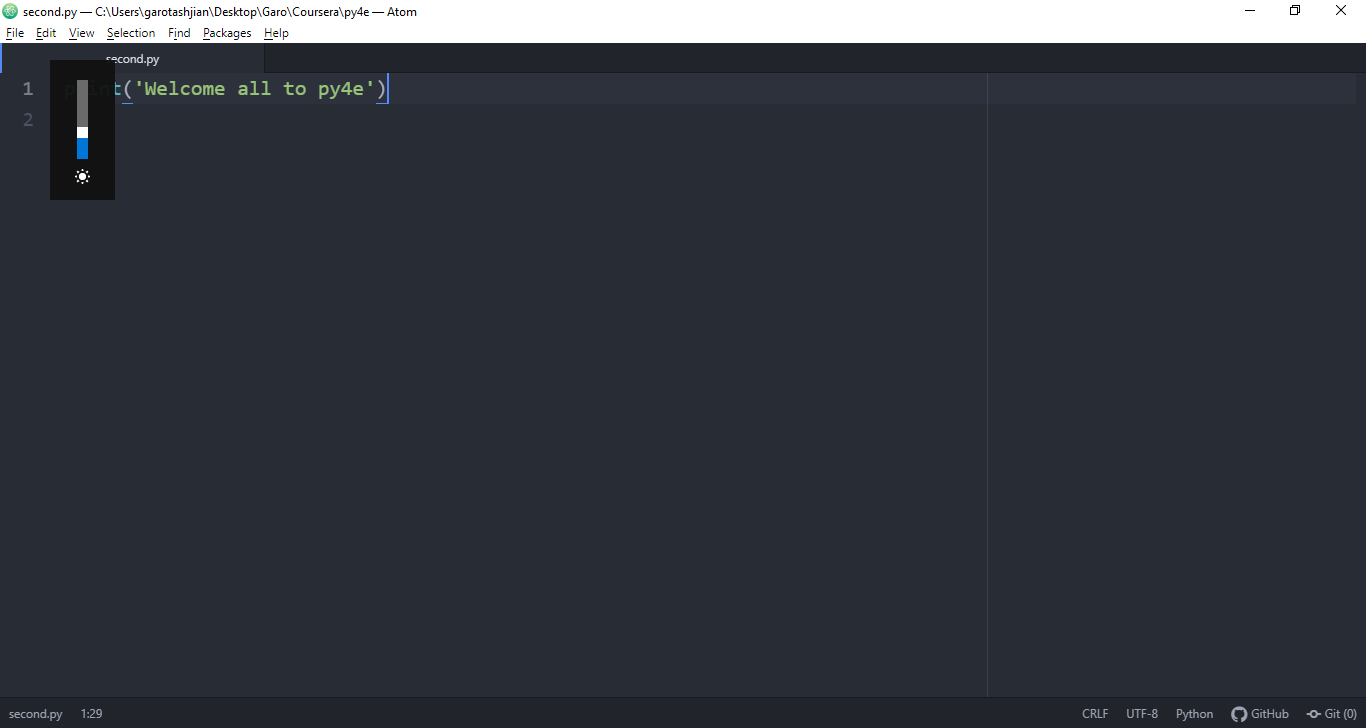 second.py — C:\Users\garotashjian\Desktop\Garo\Coursera\py4e — Atom
File Edit View Selection Find Packages Help
second.py
1 print('Welcome all to py4e')
2
second.py 1:29 CRLF UTF-8 Python GitHub Git (0)